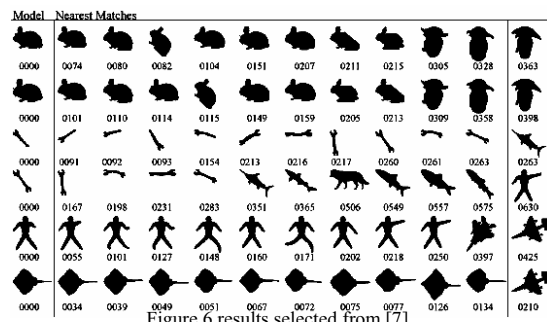 Model Nearest Matches
0000 0074 0080 0082 0104 0151 0207 0211 0215 0305 0328 0363
0000 0101 0110 0114 0115 0149 0159 0205 0213 0309 0358 0398
0000 0091 0092 0093 0154 0213 0216 0217 0260 0261 0263 0263
0000 0167 0198 0231 0283 0351 0365 0506 0549 0557 0575 0630
0000 0055 0101 0127 0148 0160 0171 0202 0218 0250 0397 0425
0000 0034 0039 0049 0051 0067 0072 0075 0077 0126 0134 0210
Figure 6 results selected from [7]